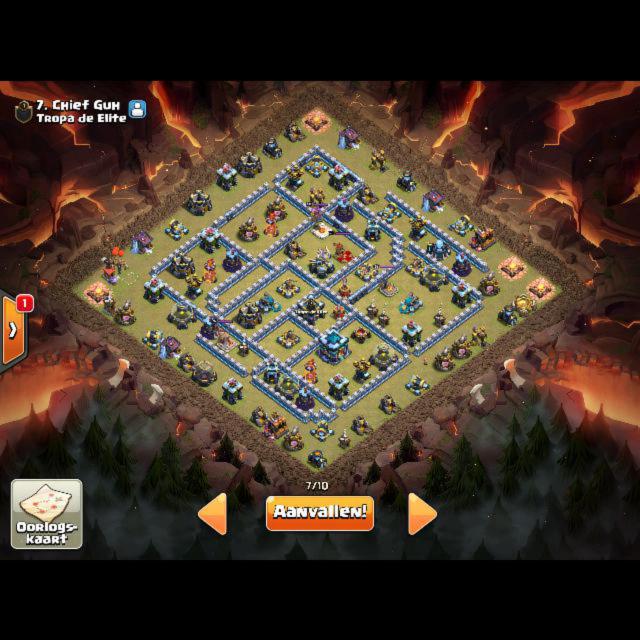 7. Chief Guh
Tropa de Elite
1
7/10
Aanvallen!
Oorlogs-
kaart